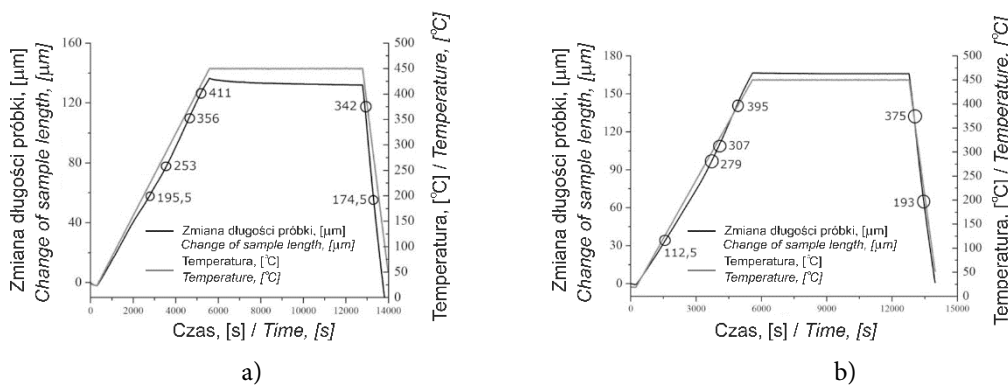 160
120
80
40
0
Zmiana długości próbki, [μm]
Change of sample length, [μm]
411
356
253
195,5
342
174,5
Zmiana długości próbki, [μm]
Change of sample length, [μm]
Temperatura, [°C]
Temperature, [°C]
500
450
400
350
300
250
200
150
100
50
0
Temperatura, [°C] / Temperature, [°C]
0 2000 4000 6000 8000 10000 12000 14000
Czas, [s] / Time, [s]
a)
180
150
120
90
60
30
0
Zmiana długości próbki, [μm]
Change of sample length, [μm]
395
307
279
112,5
375
193
Zmiana długości próbki, [μm]
Change of sample length, [μm]
Temperatura, [°C]
Temperature, [°C]
500
450
400
350
300
250
200
150
100
50
0
Temperatura, [°C] / Temperature, [°C]
0 3000 6000 9000 12000 15000
Czas, [s] / Time, [s]
b)